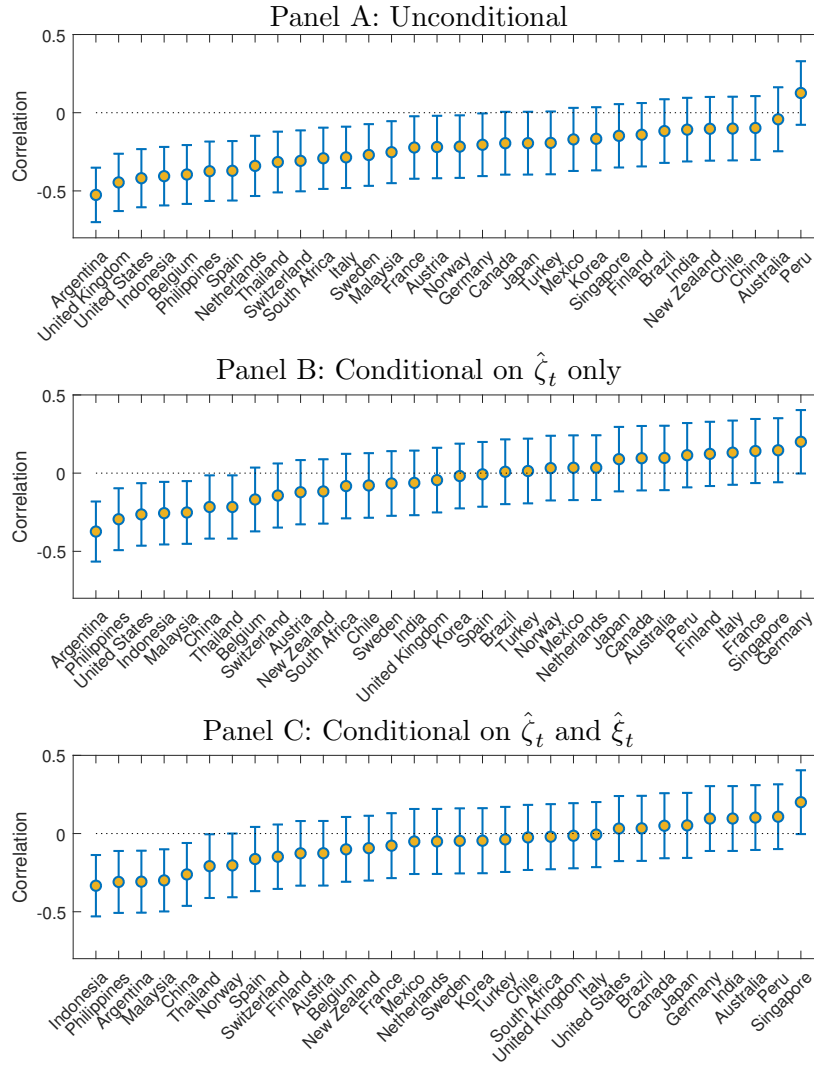 Panel A: Unconditional
0.5
0
-0.5
Correlation
Argentina
United Kingdom
United States
Indonesia
Belgium
Philippines
Spain
Netherlands
Thailand
Switzerland
South Africa
Italy
Sweden
Malaysia
France
Austria
Norway
Germany
Canada
Japan
Turkey
Mexico
Korea
Singapore
Finland
Brazil
India
New Zealand
Chile
China
Australia
Peru
Panel B: Conditional on ζ̂ₜ only
0.5
0
-0.5
Correlation
Argentina
Philippines
United States
Indonesia
Malaysia
China
Thailand
Belgium
Switzerland
Austria
New Zealand
South Africa
Chile
Sweden
India
United Kingdom
Korea
Spain
Brazil
Turkey
Norway
Mexico
Netherlands
Japan
Canada
Australia
Peru
Finland
Italy
France
Singapore
Germany
Panel C: Conditional on ζ̂ₜ and ξ̂ₜ
0.5
0
-0.5
Correlation
Indonesia
Philippines
Argentina
Malaysia
China
Thailand
Norway
Spain
Switzerland
Finland
Austria
Belgium
New Zealand
France
Mexico
Netherlands
Sweden
Korea
Turkey
Chile
South Africa
United Kingdom
Italy
United States
Brazil
Canada
Japan
Germany
India
Australia
Peru
Singapore